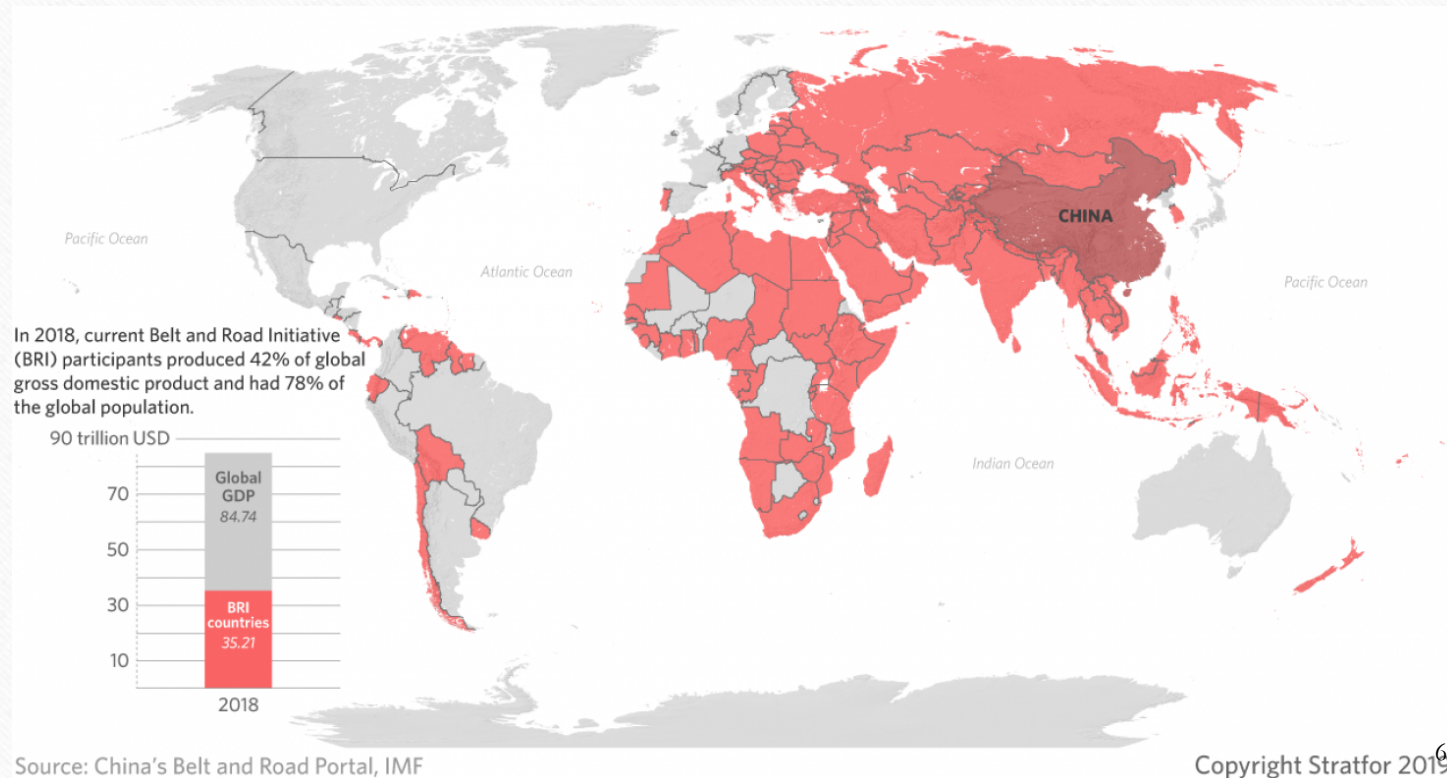 CHINA
Pacific Ocean
Atlantic Ocean
Pacific Ocean
In 2018, current Belt and Road Initiative
(BRI) participants produced 42% of global
gross domestic product and had 78% of
the global population.
Indian Ocean
90 trillion USD
Global
GDP
84.74
70
50
30
BRI
countries
35.21
10
2018
Source: China's Belt and Road Portal, IMF
Copyright Stratfor 2019
6